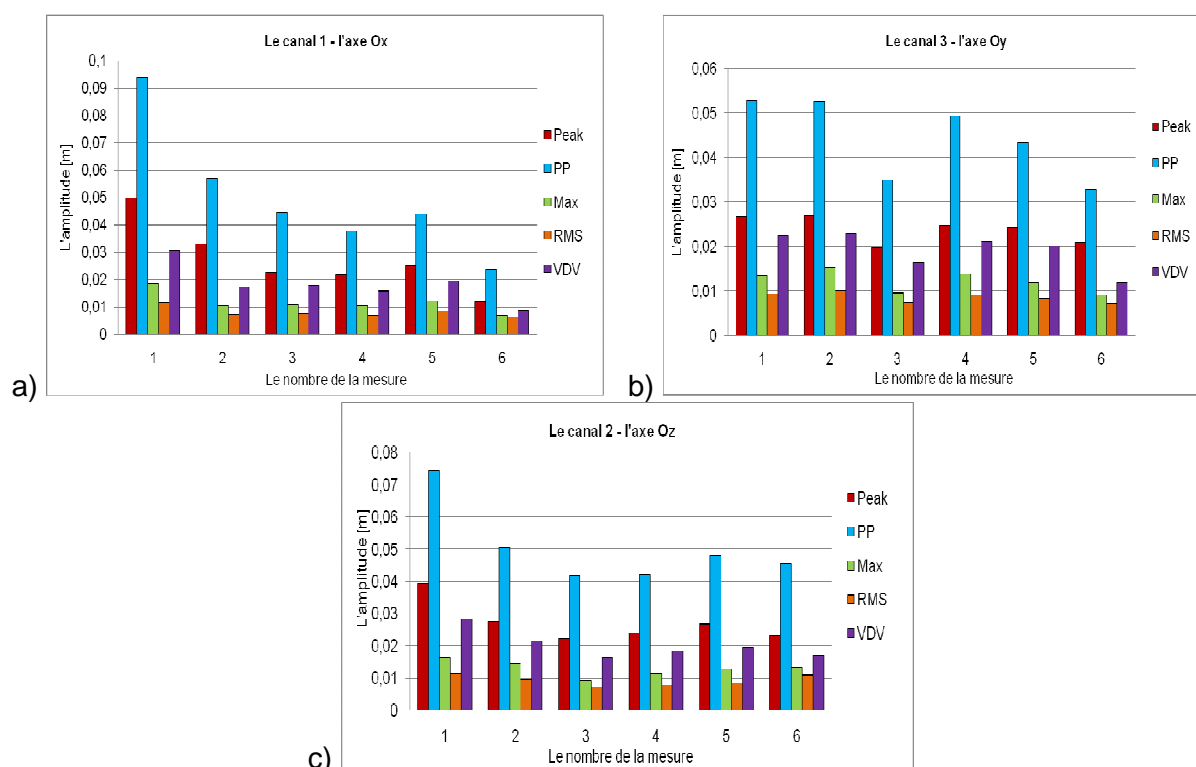 Le canal 1 - l'axe Ox
L'amplitude [m]
0,1
0,09
0,08
0,07
0,06
0,05
0,04
0,03
0,02
0,01
0
1 2 3 4 5 6
Le nombre de la mesure
Peak
PP
Max
RMS
VDV
a)
Le canal 3 - l'axe Oy
L'amplitude [m]
0,06
0,05
0,04
0,03
0,02
0,01
0
1 2 3 4 5 6
Le nombre de la mesure
Peak
PP
Max
RMS
VDV
b)
Le canal 2 - l'axe Oz
L'amplitude [m]
0,08
0,07
0,06
0,05
0,04
0,03
0,02
0,01
0
1 2 3 4 5 6
Le nombre de la mesure
Peak
PP
Max
RMS
VDV
c)